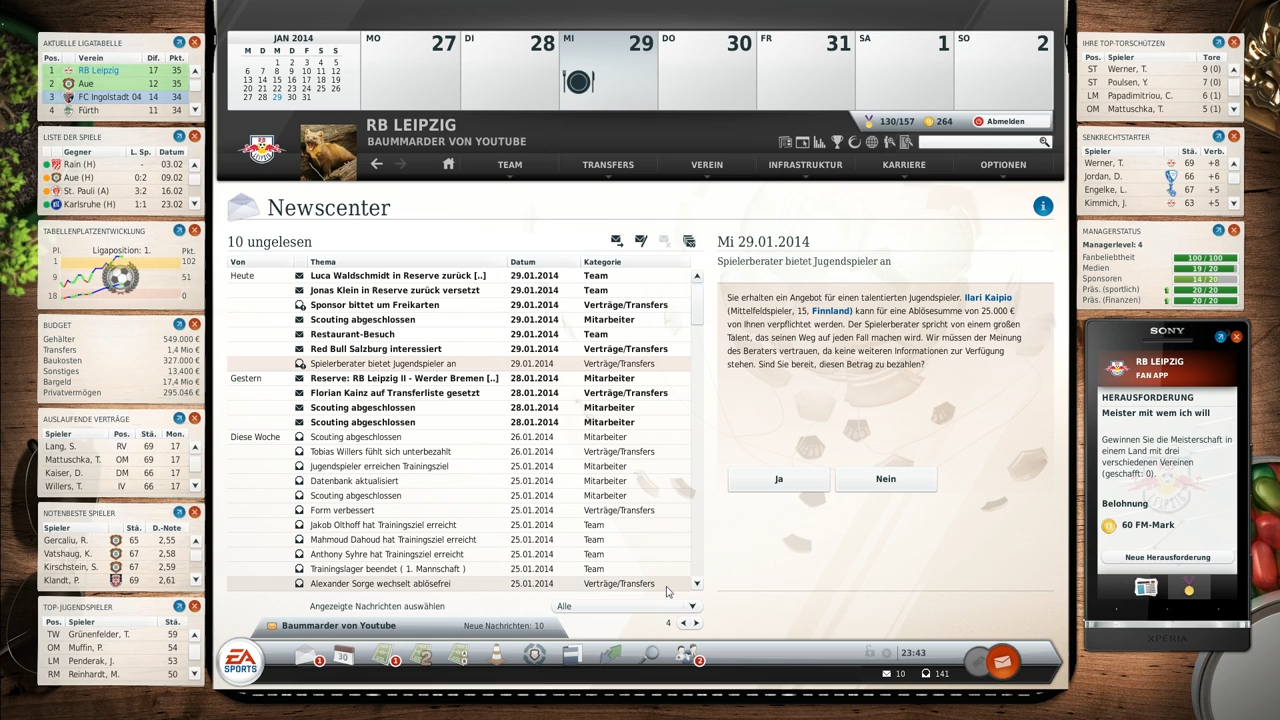 AKTUELLE LIGATABELLE
Pos. Verein Dif. Pkt.
1 RB Leipzig 17 35
2 Aue 12 35
3 FC Ingolstadt 04 14 34
4 Fürth 11 34
LISTE DER SPIELE
Gegner L. Sp. Datum
Rain (H) - 03.02
Aue (H) 0:2 09.02
St. Pauli (A) 3:2 16.02
Karlsruhe (H) 1:1 23.02
TABELLENPLATZENTWICKLUNG
Pl. Ligaposition: 1. Pkt.
1 102
9 51
18 0
BUDGET
Gehälter 549.000 €
Transfers 1,4 Mio €
Baukosten 327.000 €
Sonstiges 13.400 €
Bargeld 17,4 Mio €
Privatvermögen 295.046 €
AUSLAUFENDE VERTRÄGE
Spieler Pos. Stä. Mon.
Lang, S. RV 69 17
Mattuschka, T. OM 69 17
Kaiser, D. DM 66 17
Willers, T. IV 66 17
NOTENBESTE SPIELER
Spieler Stä. D.-Note
Gercaliu, R. 65 2,55
Vatshaug, K. 67 2,58
Kirschstein, S. 67 2,59
Klandt, P. 69 2,61
TOP-JUGENDSPIELER
Pos. Spieler Stä.
TW Grünenfelder, T. 59
OM Muffin, P. 54
LM Penderak, J. 53
RM Reinhardt, M. 50
JAN 2014
M D M D F S S
1 2 3 4 5
6 7 8 9 10 11 12
13 14 15 16 17 18 19
20 21 22 23 24 25 26
27 28 29 30 31
MO 27
DI 28
MI 29
DO 30
FR 31
SA 1
SO 2
RB LEIPZIG
BAUMMARDER VON YOUTUBE
130/157 264 Abmelden
TEAM TRANSFERS VEREIN INFRASTRUKTUR KARRIERE OPTIONEN
Newscenter
10 ungelesen
Von Thema Datum Kategorie
Heute Luca Waldschmidt in Reserve zurück [..] 29.01.2014 Team
Jonas Klein in Reserve zurück versetzt 29.01.2014 Team
Sponsor bittet um Freikarten 29.01.2014 Verträge/Transfers
Scouting abgeschlossen 29.01.2014 Mitarbeiter
Restaurant-Besuch 29.01.2014 Team
Red Bull Salzburg interessiert 29.01.2014 Verträge/Transfers
Spielerberater bietet Jugendspieler an 29.01.2014 Verträge/Transfers
Gestern Reserve: RB Leipzig II - Werder Bremen [..] 28.01.2014 Mitarbeiter
Florian Kainz auf Transferliste gesetzt 28.01.2014 Verträge/Transfers
Scouting abgeschlossen 28.01.2014 Mitarbeiter
Scouting abgeschlossen 28.01.2014 Mitarbeiter
Diese Woche Scouting abgeschlossen 26.01.2014 Mitarbeiter
Tobias Willers fühlt sich unterbezahlt 26.01.2014 Verträge/Transfers
Jugendspieler erreichen Trainingsziel 25.01.2014 Mitarbeiter
Datenbank aktualisiert 25.01.2014 Mitarbeiter
Scouting abgeschlossen 25.01.2014 Mitarbeiter
Form verbessert 25.01.2014 Verträge/Transfers
Jakob Olthoff hat Trainingsziel erreicht 25.01.2014 Team
Mahmoud Dahoud hat Trainingsziel erreicht 25.01.2014 Team
Anthony Syhre hat Trainingsziel erreicht 25.01.2014 Team
Trainingslager beendet ( 1. Mannschaft ) 25.01.2014 Team
Alexander Sorge wechselt ablösefrei 25.01.2014 Verträge/Transfers
Angezeigte Nachrichten auswählen Alle
Baummarder von Youtube Neue Nachrichten: 10 4
Mi 29.01.2014
Spielerberater bietet Jugendspieler an
Sie erhalten ein Angebot für einen talentierten Jugendspieler. Ilari Kaipio
(Mittelfeldspieler, 15, Finnland) kann für eine Ablösesumme von 25.000 €
von Ihnen verpflichtet werden. Der Spielerberater spricht von einem großen
Talent, das seinen Weg auf jeden Fall machen wird. Wir müssen der Meinung
des Beraters vertrauen, da keine weiteren Informationen zur Verfügung
stehen. Sind Sie bereit, diesen Betrag zu bezahlen?
Ja Nein
EA SPORTS
1 30 1 2 2
23:43
10 141
IHRE TOP-TORSCHÜTZEN
Pos. Spieler Tore
ST Werner, T. 9 (0)
ST Poulsen, Y. 7 (0)
LM Papadimitriou, C. 6 (1)
OM Mattuschka, T. 5 (1)
SENKRECHTSTARTER
Spieler Stä. Verb.
Werner, T. 69 +8
Jordan, D. 66 +6
Engelke, L. 67 +5
Kimmich, J. 63 +5
MANAGERSTATUS
Managerlevel: 4
Fanbeliebtheit 100 / 100
Medien 19 / 20
Sponsoren 14 / 20
Präs. (sportlich) 20 / 20
Präs. (Finanzen) 20 / 20
SONY
RB LEIPZIG
FAN APP
HERAUSFORDERUNG
Meister mit wem ich will
Gewinnen Sie die Meisterschaft in
einem Land mit drei
verschiedenen Vereinen
(geschafft: 0).
Belohnung
60 FM-Mark
Neue Herausforderung
XPERIA